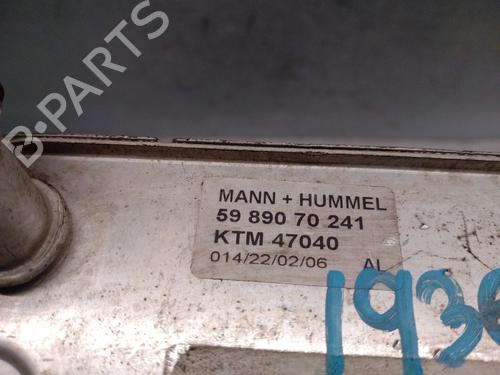 B-PARTS
MANN + HUMMEL
59 890 70 241
KTM 47040
014/22/02/06 AL